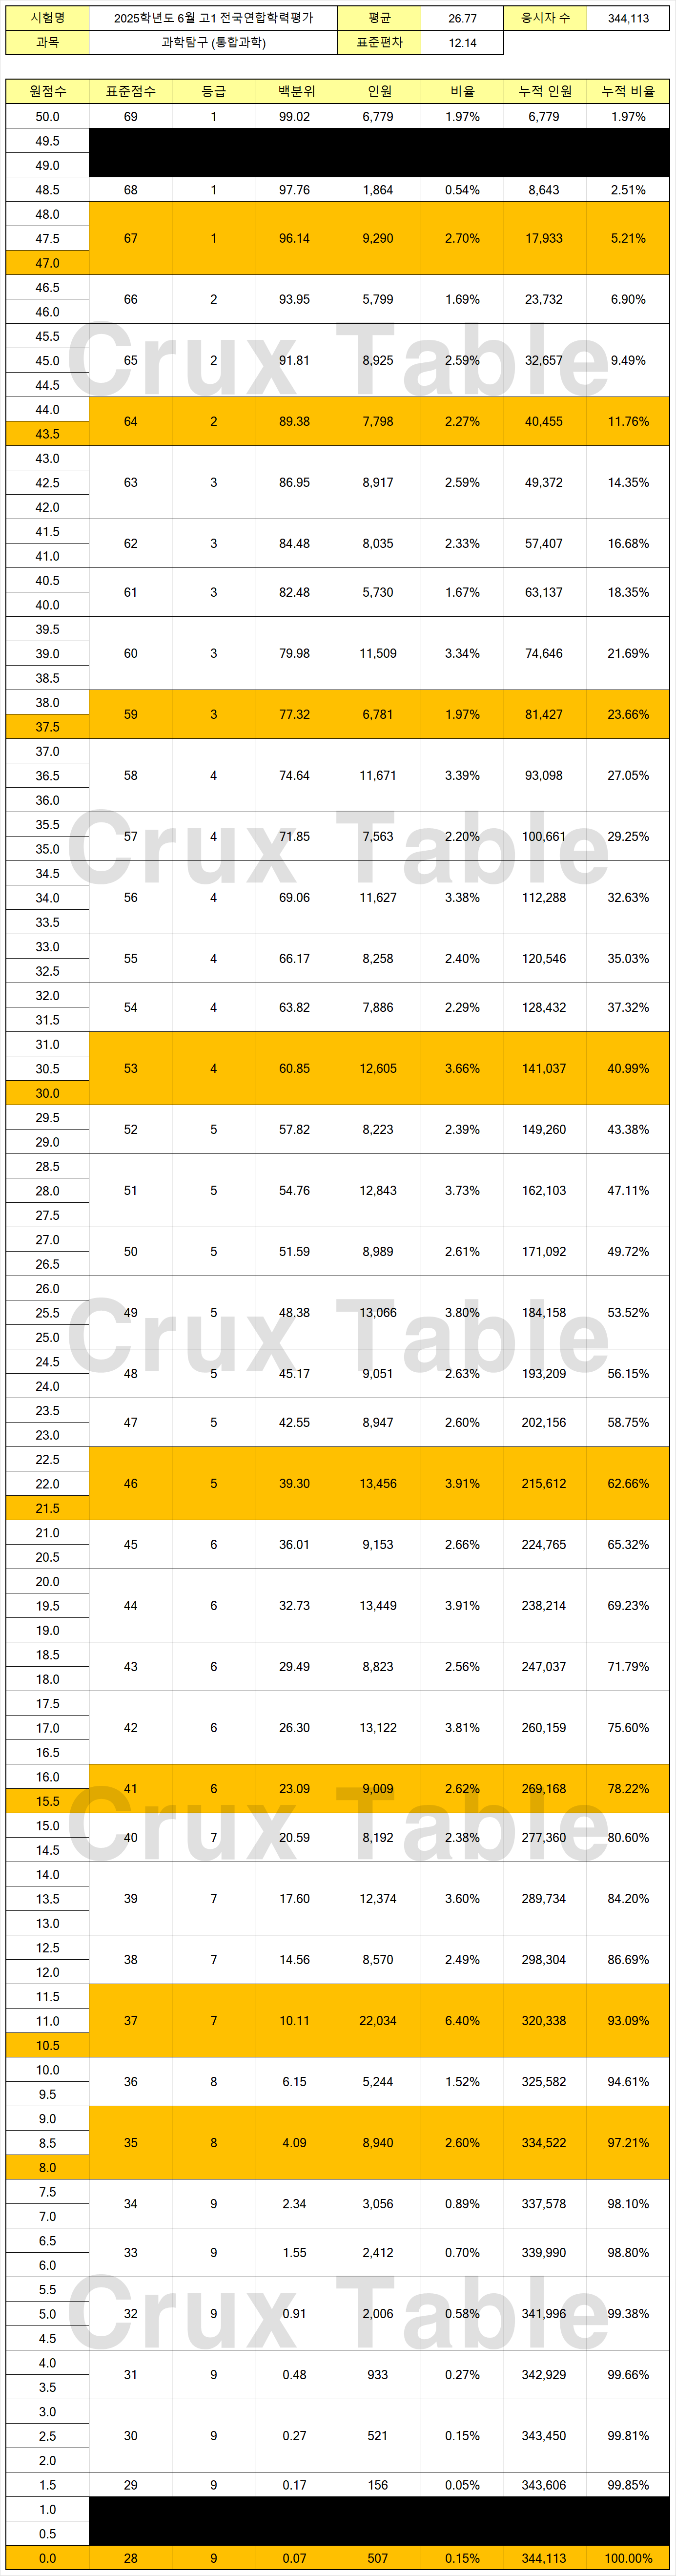 시험명 2025학년도 6월 고1 전국연합학력평가 평균 26.77 응시자 수 344,113
과목 과학탐구 (통합과학) 표준편차 12.14
원점수 표준점수 등급 백분위 인원 비율 누적 인원 누적 비율
50.0 69 1 99.02 6,779 1.97% 6,779 1.97%
49.5
49.0
48.5 68 1 97.76 1,864 0.54% 8,643 2.51%
48.0
47.5 67 1 96.14 9,290 2.70% 17,933 5.21%
47.0
46.5
66 2 93.95 5,799 1.69% 23,732 6.90%
46.0
45.5
45.0 65 2 91.81 8,925 2.59% 32,657 9.49%
44.5
Crux Table
44.0
64 2 89.38 7,798 2.27% 40,455 11.76%
43.5
43.0
42.5 63 3 86.95 8,917 2.59% 49,372 14.35%
42.0
41.5
62 3 84.48 8,035 2.33% 57,407 16.68%
41.0
40.5
61 3 82.48 5,730 1.67% 63,137 18.35%
40.0
39.5
39.0 60 3 79.98 11,509 3.34% 74,646 21.69%
38.5
38.0
59 3 77.32 6,781 1.97% 81,427 23.66%
37.5
37.0
36.5 58 4 74.64 11,671 3.39% 93,098 27.05%
36.0
35.5
57 4 71.85 7,563 2.20% 100,661 29.25%
35.0
Crux Table
34.5
34.0 56 4 69.06 11,627 3.38% 112,288 32.63%
33.5
33.0
55 4 66.17 8,258 2.40% 120,546 35.03%
32.5
32.0
54 4 63.82 7,886 2.29% 128,432 37.32%
31.5
31.0
30.5 53 4 60.85 12,605 3.66% 141,037 40.99%
30.0
29.5
52 5 57.82 8,223 2.39% 149,260 43.38%
29.0
28.5
28.0 51 5 54.76 12,843 3.73% 162,103 47.11%
27.5
27.0
50 5 51.59 8,989 2.61% 171,092 49.72%
26.5
26.0
25.5 49 5 48.38 13,066 3.80% 184,158 53.52%
25.0
Crux Table
24.5
48 5 45.17 9,051 2.63% 193,209 56.15%
24.0
23.5
47 5 42.55 8,947 2.60% 202,156 58.75%
23.0
22.5
22.0 46 5 39.30 13,456 3.91% 215,612 62.66%
21.5
21.0
45 6 36.01 9,153 2.66% 224,765 65.32%
20.5
20.0
19.5 44 6 32.73 13,449 3.91% 238,214 69.23%
19.0
18.5
43 6 29.49 8,823 2.56% 247,037 71.79%
18.0
17.5
17.0 42 6 26.30 13,122 3.81% 260,159 75.60%
16.5
16.0
41 6 23.09 9,009 2.62% 269,168 78.22%
15.5
Crux Table
15.0
40 7 20.59 8,192 2.38% 277,360 80.60%
14.5
14.0
13.5 39 7 17.60 12,374 3.60% 289,734 84.20%
13.0
12.5
38 7 14.56 8,570 2.49% 298,304 86.69%
12.0
11.5
11.0 37 7 10.11 22,034 6.40% 320,338 93.09%
10.5
10.0
36 8 6.15 5,244 1.52% 325,582 94.61%
9.5
9.0
8.5 35 8 4.09 8,940 2.60% 334,522 97.21%
8.0
7.5
34 9 2.34 3,056 0.89% 337,578 98.10%
7.0
6.5
33 9 1.55 2,412 0.70% 339,990 98.80%
6.0
5.5
5.0 32 9 0.91 2,006 0.58% 341,996 99.38%
4.5
Crux Table
4.0
31 9 0.48 933 0.27% 342,929 99.66%
3.5
3.0
2.5 30 9 0.27 521 0.15% 343,450 99.81%
2.0
1.5 29 9 0.17 156 0.05% 343,606 99.85%
1.0
0.5
0.0 28 9 0.07 507 0.15% 344,113 100.00%